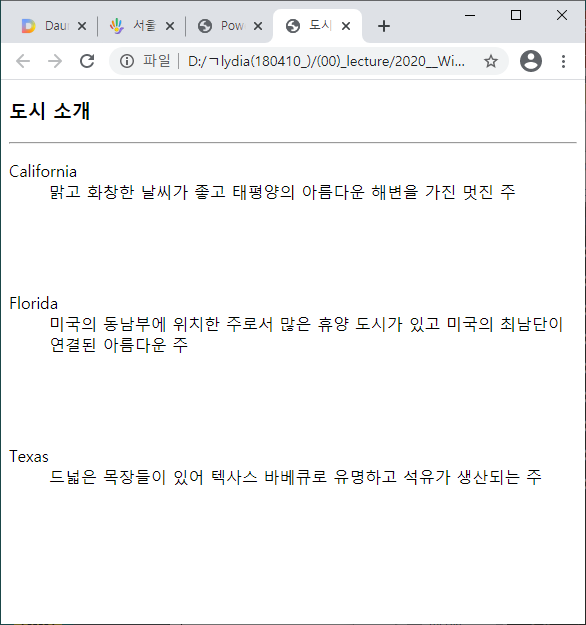 Daun
서울
Powe
도시
파일
D:/ㄱlydia(180410_)/(00)_lecture/2020__Wi...
도시 소개
California
맑고 화창한 날씨가 좋고 태평양의 아름다운 해변을 가진 멋진 주
Florida
미국의 동남부에 위치한 주로서 많은 휴양 도시가 있고 미국의 최남단이
연결된 아름다운 주
Texas
드넓은 목장들이 있어 텍사스 바베큐로 유명하고 석유가 생산되는 주